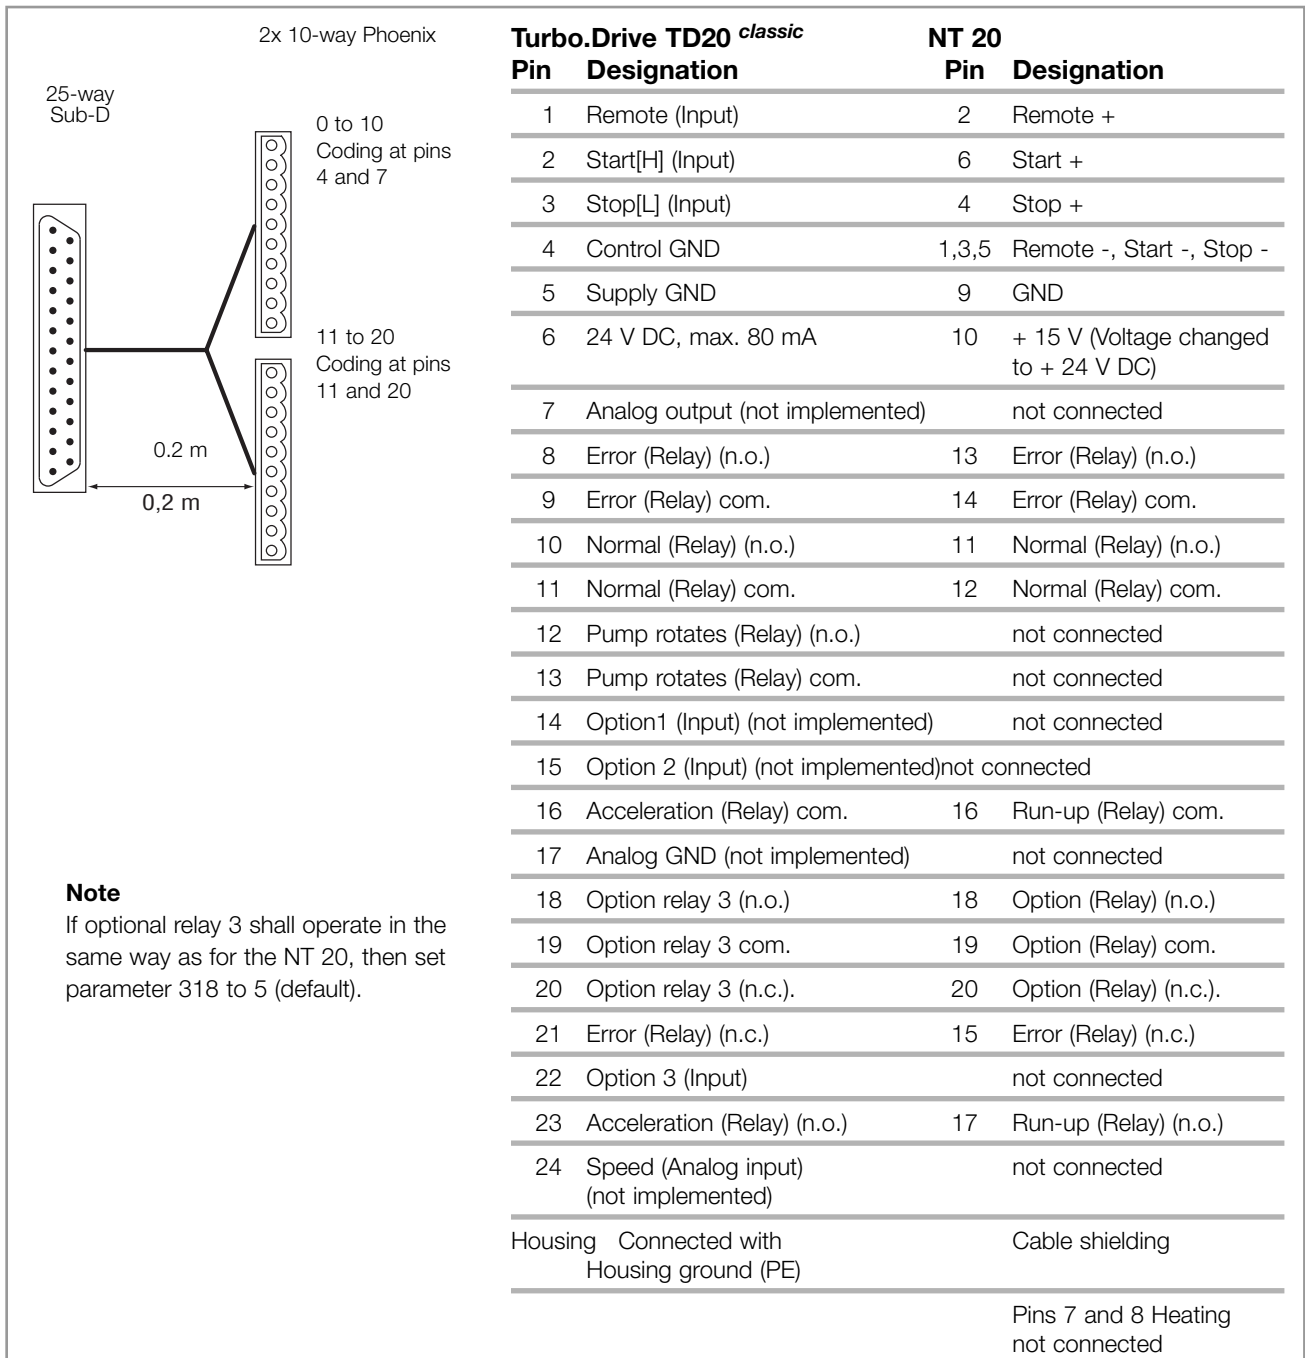 2x 10-way Phoenix
25-way
Sub-D
0 to 10
Coding at pins
4 and 7
11 to 20
Coding at pins
11 and 20
0.2 m
0,2 m
Note
If optional relay 3 shall operate in the
same way as for the NT 20, then set
parameter 318 to 5 (default).
Turbo.Drive TD20 classic NT 20
Pin Designation Pin Designation
1 Remote (Input) 2 Remote +
2 Start[H] (Input) 6 Start +
3 Stop[L] (Input) 4 Stop +
4 Control GND 1,3,5 Remote -, Start -, Stop -
5 Supply GND 9 GND
6 24 V DC, max. 80 mA 10 + 15 V (Voltage changed
to + 24 V DC)
7 Analog output (not implemented) not connected
8 Error (Relay) (n.o.) 13 Error (Relay) (n.o.)
9 Error (Relay) com. 14 Error (Relay) com.
10 Normal (Relay) (n.o.) 11 Normal (Relay) (n.o.)
11 Normal (Relay) com. 12 Normal (Relay) com.
12 Pump rotates (Relay) (n.o.) not connected
13 Pump rotates (Relay) com. not connected
14 Option1 (Input) (not implemented) not connected
15 Option 2 (Input) (not implemented)not connected
16 Acceleration (Relay) com. 16 Run-up (Relay) com.
17 Analog GND (not implemented) not connected
18 Option relay 3 (n.o.) 18 Option (Relay) (n.o.)
19 Option relay 3 com. 19 Option (Relay) com.
20 Option relay 3 (n.c.). 20 Option (Relay) (n.c.).
21 Error (Relay) (n.c.) 15 Error (Relay) (n.c.)
22 Option 3 (Input) not connected
23 Acceleration (Relay) (n.o.) 17 Run-up (Relay) (n.o.)
24 Speed (Analog input) not connected
(not implemented)
Housing Connected with Cable shielding
Housing ground (PE)
Pins 7 and 8 Heating
not connected